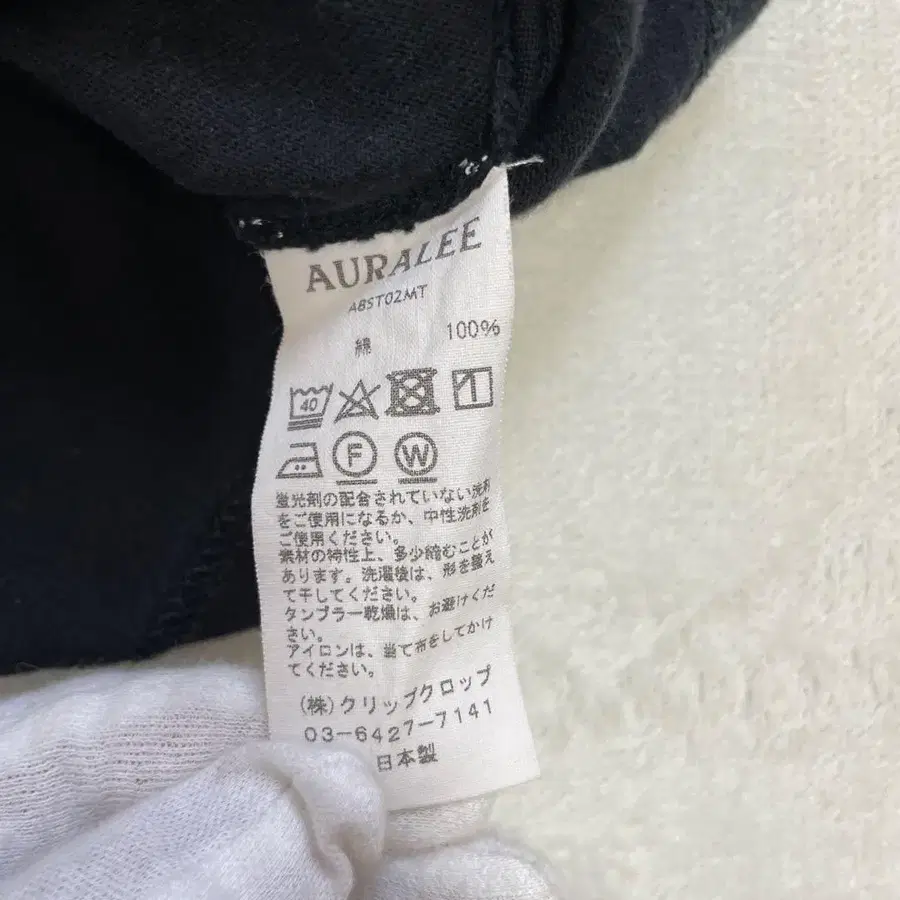 AURALEE
A8ST02MT
綿 100%
40
F W
蛍光剤の配合されていない洗剤
をご使用になるか、中性洗剤を
ご使用ください。
素材の特性上、多少縮むことが
あります。洗濯後は、形を整え
て干してください。
タンブラー乾燥は、お避けくだ
さい。
アイロンは、当て布をしてかけ
てください。
(株)クリップクロップ
03-6427-7141
日本製